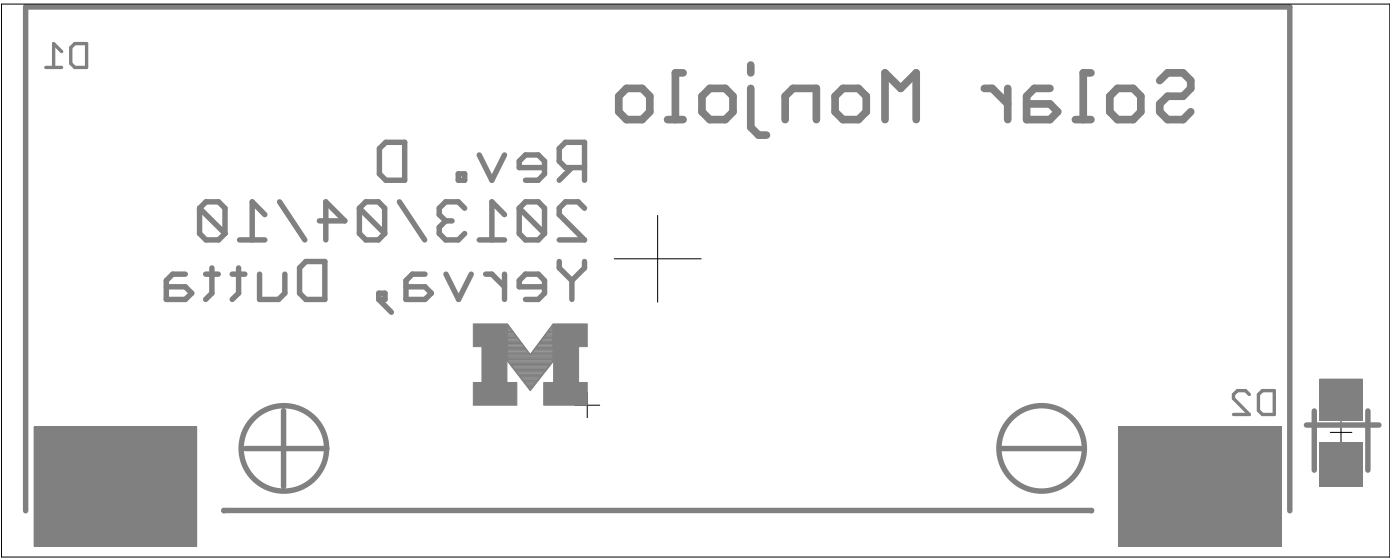 D1
Solar Monjolo
Rev. D
2013/04/10
Yerva, Dutta
M
D2